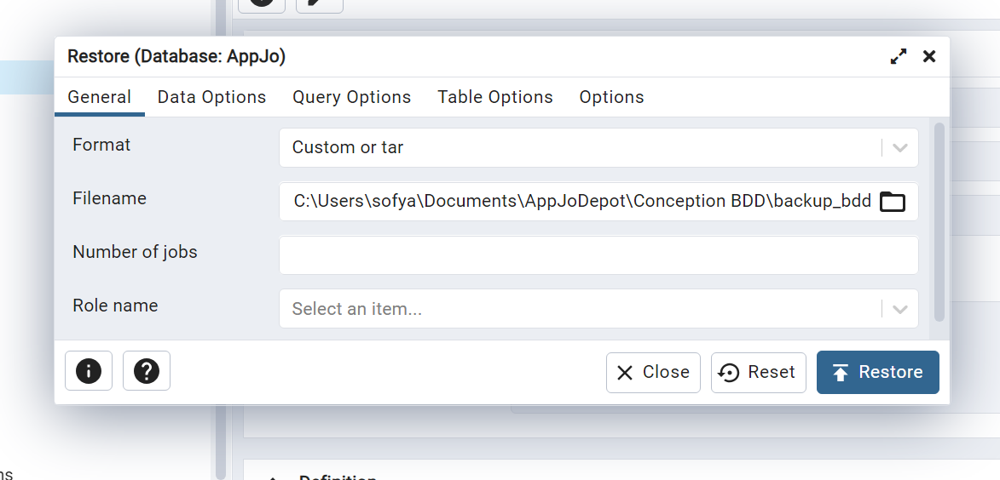 Restore (Database: AppJo)
General Data Options Query Options Table Options Options
Format Custom or tar
Filename C:\Users\sofya\Documents\AppJoDepot\Conception BDD\backup_bdd
Number of jobs
Role name Select an item...
Close Reset Restore
Definition